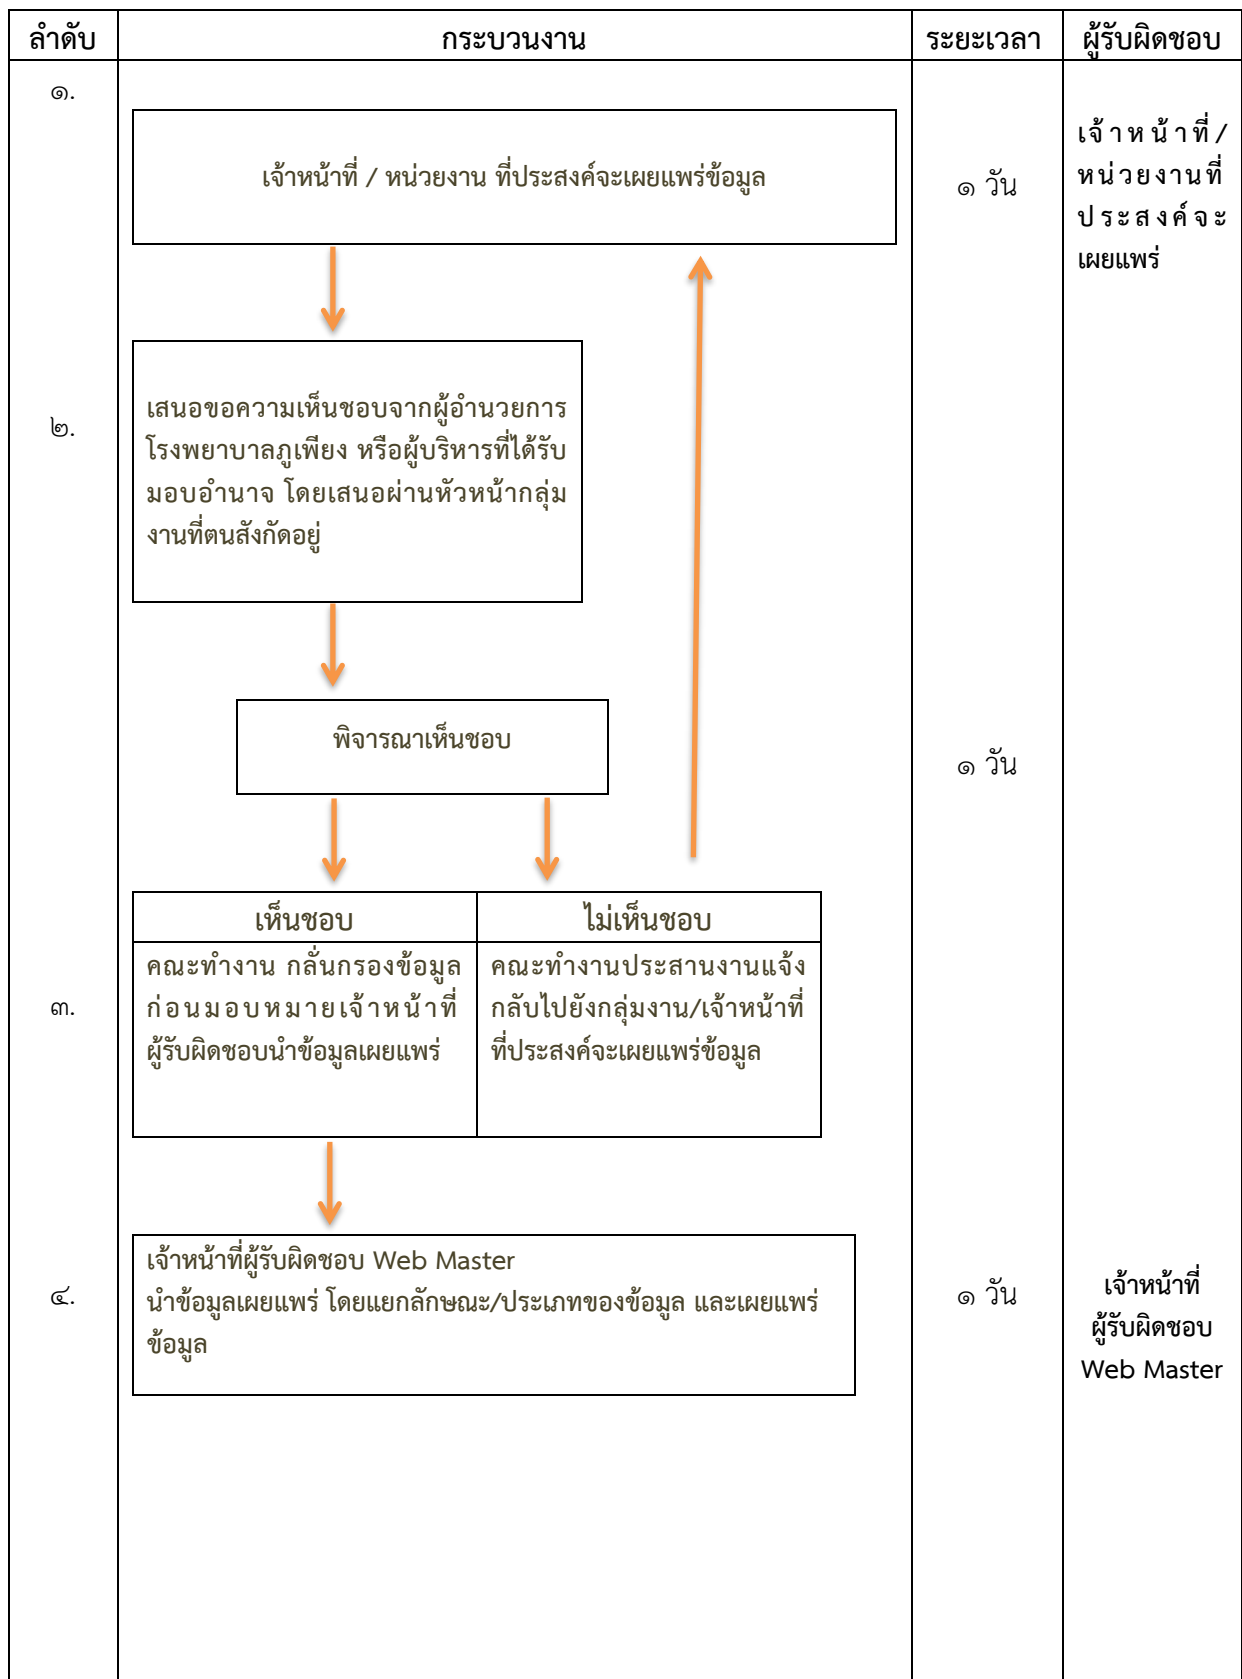 ลำดับ กระบวนงาน ระยะเวลา ผู้รับผิดชอบ
๑.
เจ้าหน้าที่ / หน่วยงาน ที่ประสงค์จะเผยแพร่ข้อมูล
๑ วัน
เจ้าหน้าที่/
หน่วยงานที่
ประสงค์จะ
เผยแพร่
๒.
เสนอขอความเห็นชอบจากผู้อำนวยการ
โรงพยาบาลภูเพียง หรือผู้บริหารที่ได้รับ
มอบอำนาจ โดยเสนอผ่านหัวหน้ากลุ่ม
งานที่ตนสังกัดอยู่
พิจารณาเห็นชอบ
๑ วัน
๓.
เห็นชอบ
คณะทำงาน กลั่นกรองข้อมูล
ก่อนมอบหมายเจ้าหน้าที่
ผู้รับผิดชอบนำข้อมูลเผยแพร่
ไม่เห็นชอบ
คณะทำงานประสานงานแจ้ง
กลับไปยังกลุ่มงาน/เจ้าหน้าที่
ที่ประสงค์จะเผยแพร่ข้อมูล
๔.
เจ้าหน้าที่ผู้รับผิดชอบ Web Master
นำข้อมูลเผยแพร่ โดยแยกลักษณะ/ประเภทของข้อมูล และเผยแพร่
ข้อมูล
๑ วัน
เจ้าหน้าที่
ผู้รับผิดชอบ
Web Master